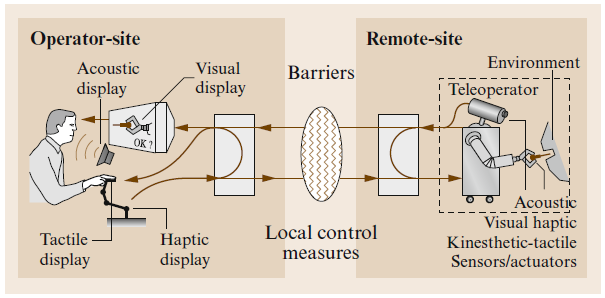 Operator-site
Remote-site
Acoustic
display
Visual
display
Barriers
Environment
Teleoperator
OK ?
Tactile
display
Haptic
display
Local control
measures
Acoustic
Visual haptic
Kinesthetic-tactile
Sensors/actuators